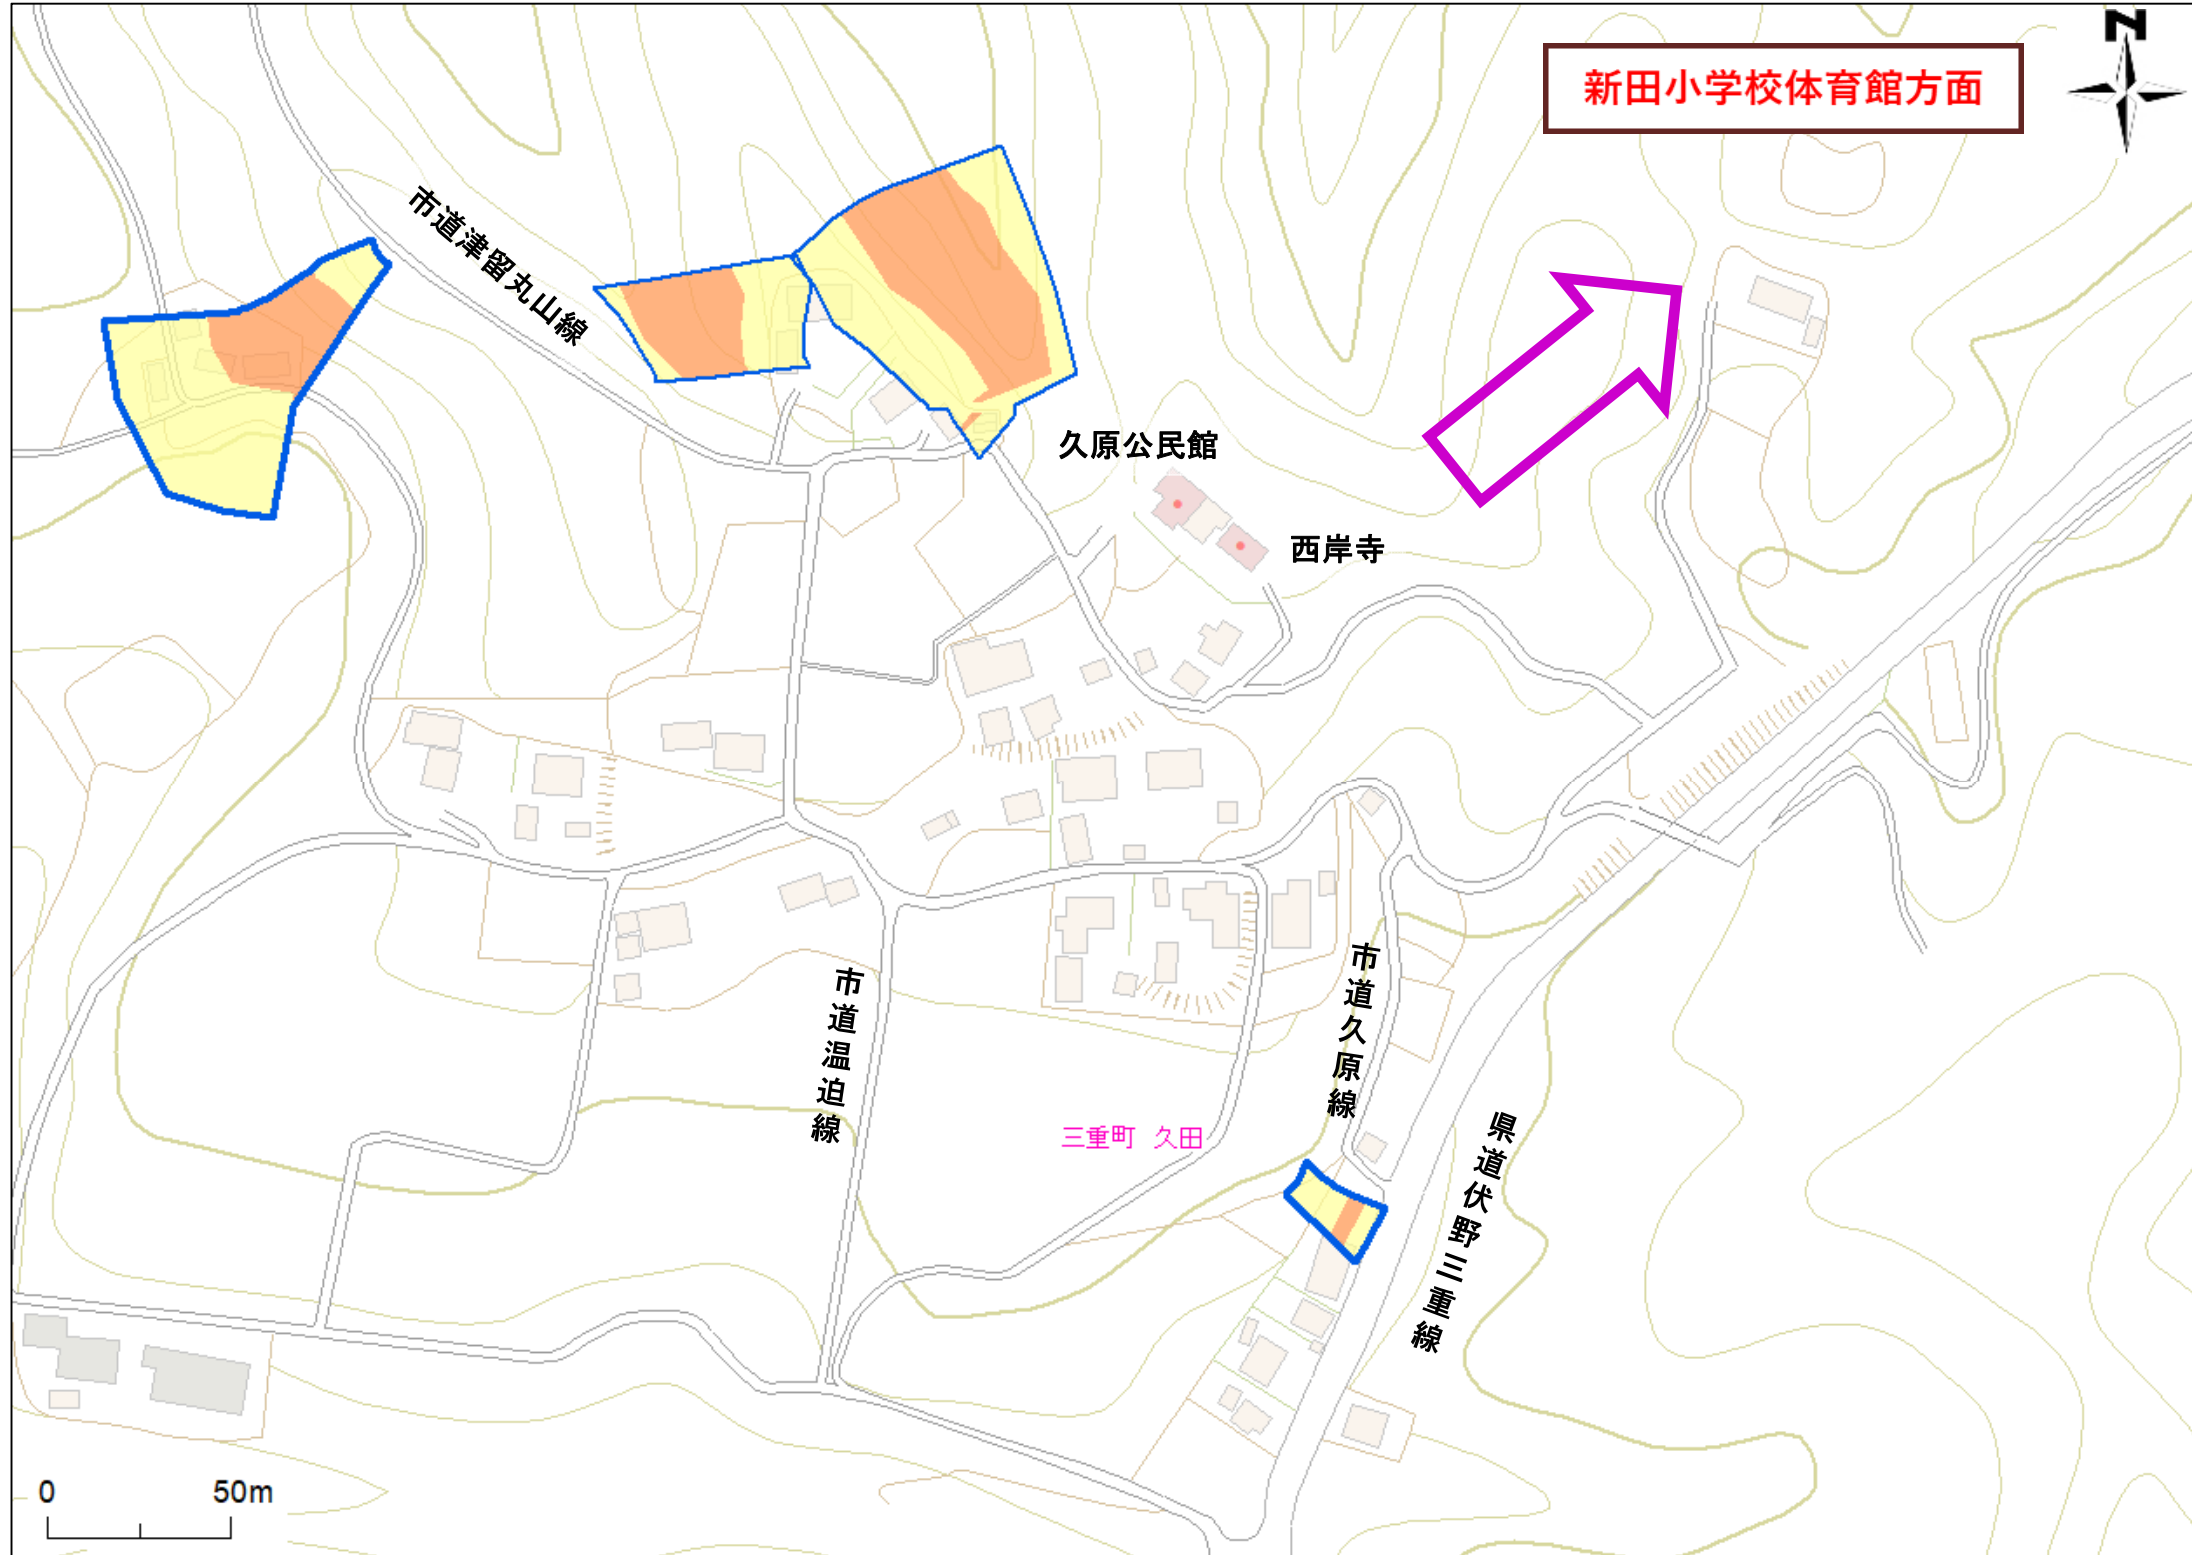 N
新田小学校体育館方面
市道津留丸山線
久原公民館
西岸寺
市道温迫線
市道久原線
三重町 久田
県道伏野三重線
0 50m